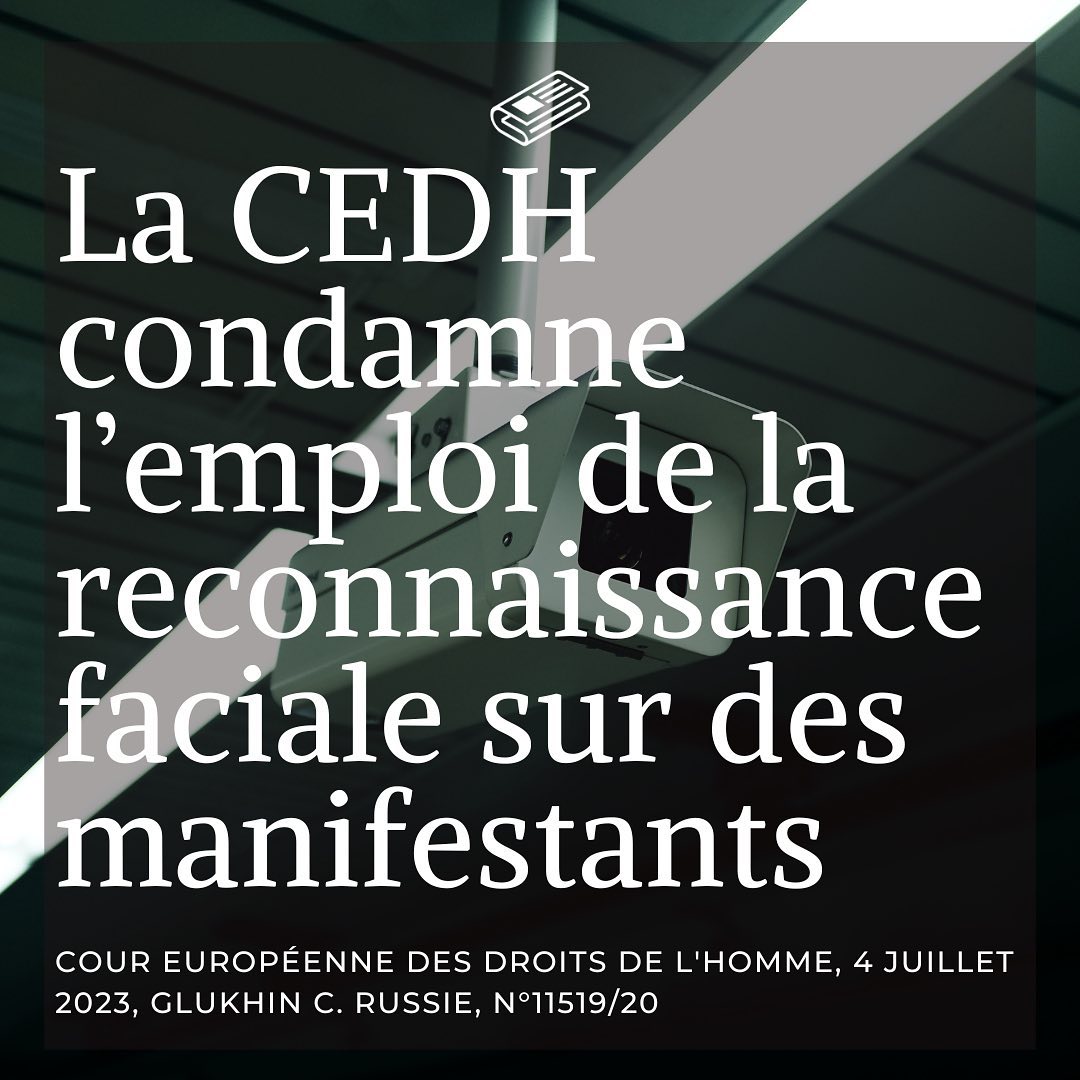 La CEDH
condamne
l’emploi de la
reconnaissance
faciale sur des
manifestants
COUR EUROPÉENNE DES DROITS DE L'HOMME, 4 JUILLET
2023, GLUKHIN C. RUSSIE, N°11519/20